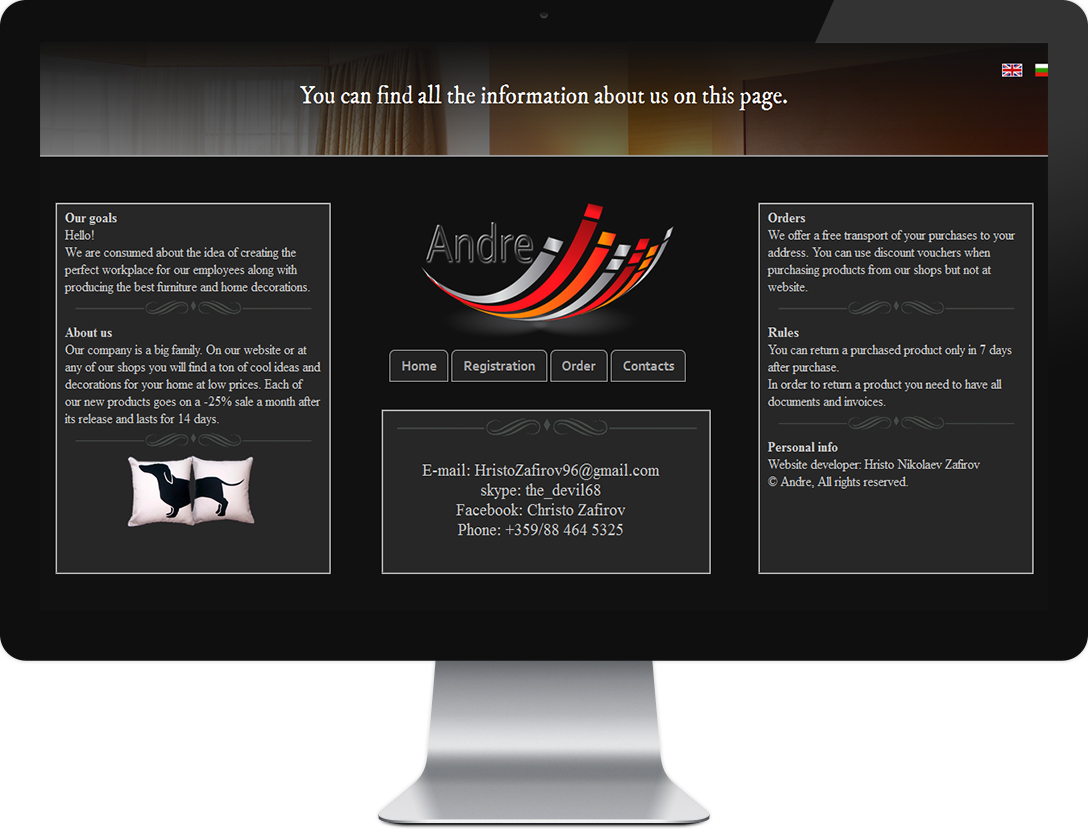 You can find all the information about us on this page.
Our goals
Hello!
We are consumed about the idea of creating the
perfect workplace for our employees along with
producing the best furniture and home decorations.
About us
Our company is a big family. On our website or at
any of our shops you will find a ton of cool ideas and
decorations for your home at low prices. Each of
our new products goes on a -25% sale a month after
its release and lasts for 14 days.
Andre
Home
Registration
Order
Contacts
E-mail: HristoZafirov96@gmail.com
skype: the_devil68
Facebook: Christo Zafirov
Phone: +359/88 464 5325
Orders
We offer a free transport of your purchases to your
address. You can use discount vouchers when
purchasing products from our shops but not at
website.
Rules
You can return a purchased product only in 7 days
after purchase.
In order to return a product you need to have all
documents and invoices.
Personal info
Website developer: Hristo Nikolaev Zafirov
© Andre, All rights reserved.